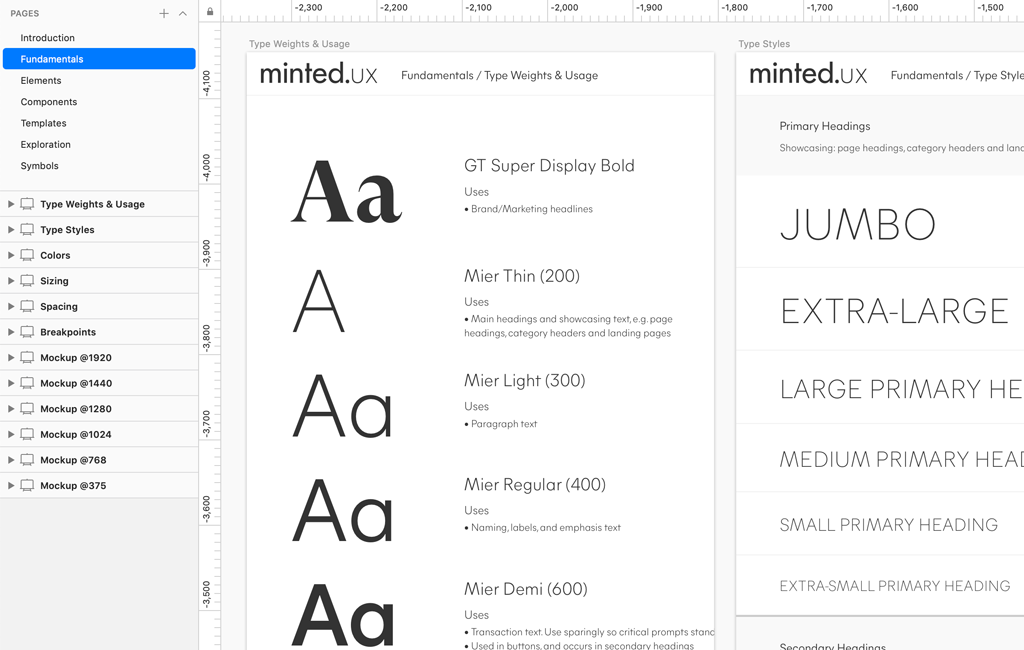 PAGES
Introduction
Fundamentals
Elements
Components
Templates
Exploration
Symbols
Type Weights & Usage
Type Styles
Colors
Sizing
Spacing
Breakpoints
Mockup @1920
Mockup @1440
Mockup @1280
Mockup @1024
Mockup @768
Mockup @375
-2,300
-2,200
-2,100
-2,000
-1,900
-1,800
-1,700
-1,600
-1,500
-4,100
-4,000
-3,900
-3,800
-3,700
-3,600
-3,500
Type Weights & Usage
minted.UX
Fundamentals / Type Weights & Usage
Aa
GT Super Display Bold
Uses
• Brand/Marketing headlines
A
Mier Thin (200)
Uses
• Main headings and showcasing text, e.g. page
headings, category headers and landing pages
Aa
Mier Light (300)
Uses
• Paragraph text
Aa
Mier Regular (400)
Uses
• Naming, labels, and emphasis text
Aa
Mier Demi (600)
Uses
• Transaction text. Use sparingly so critical prompts stand
• Used in buttons, and occurs in secondary headings
Type Styles
minted.UX
Fundamentals / Type Style
Primary Headings
Showcasing: page headings, category headers and land
JUMBO
EXTRA-LARGE
LARGE PRIMARY HE
MEDIUM PRIMARY HEAD
SMALL PRIMARY HEADING
EXTRA-SMALL PRIMARY HEADING
Secondary Headings